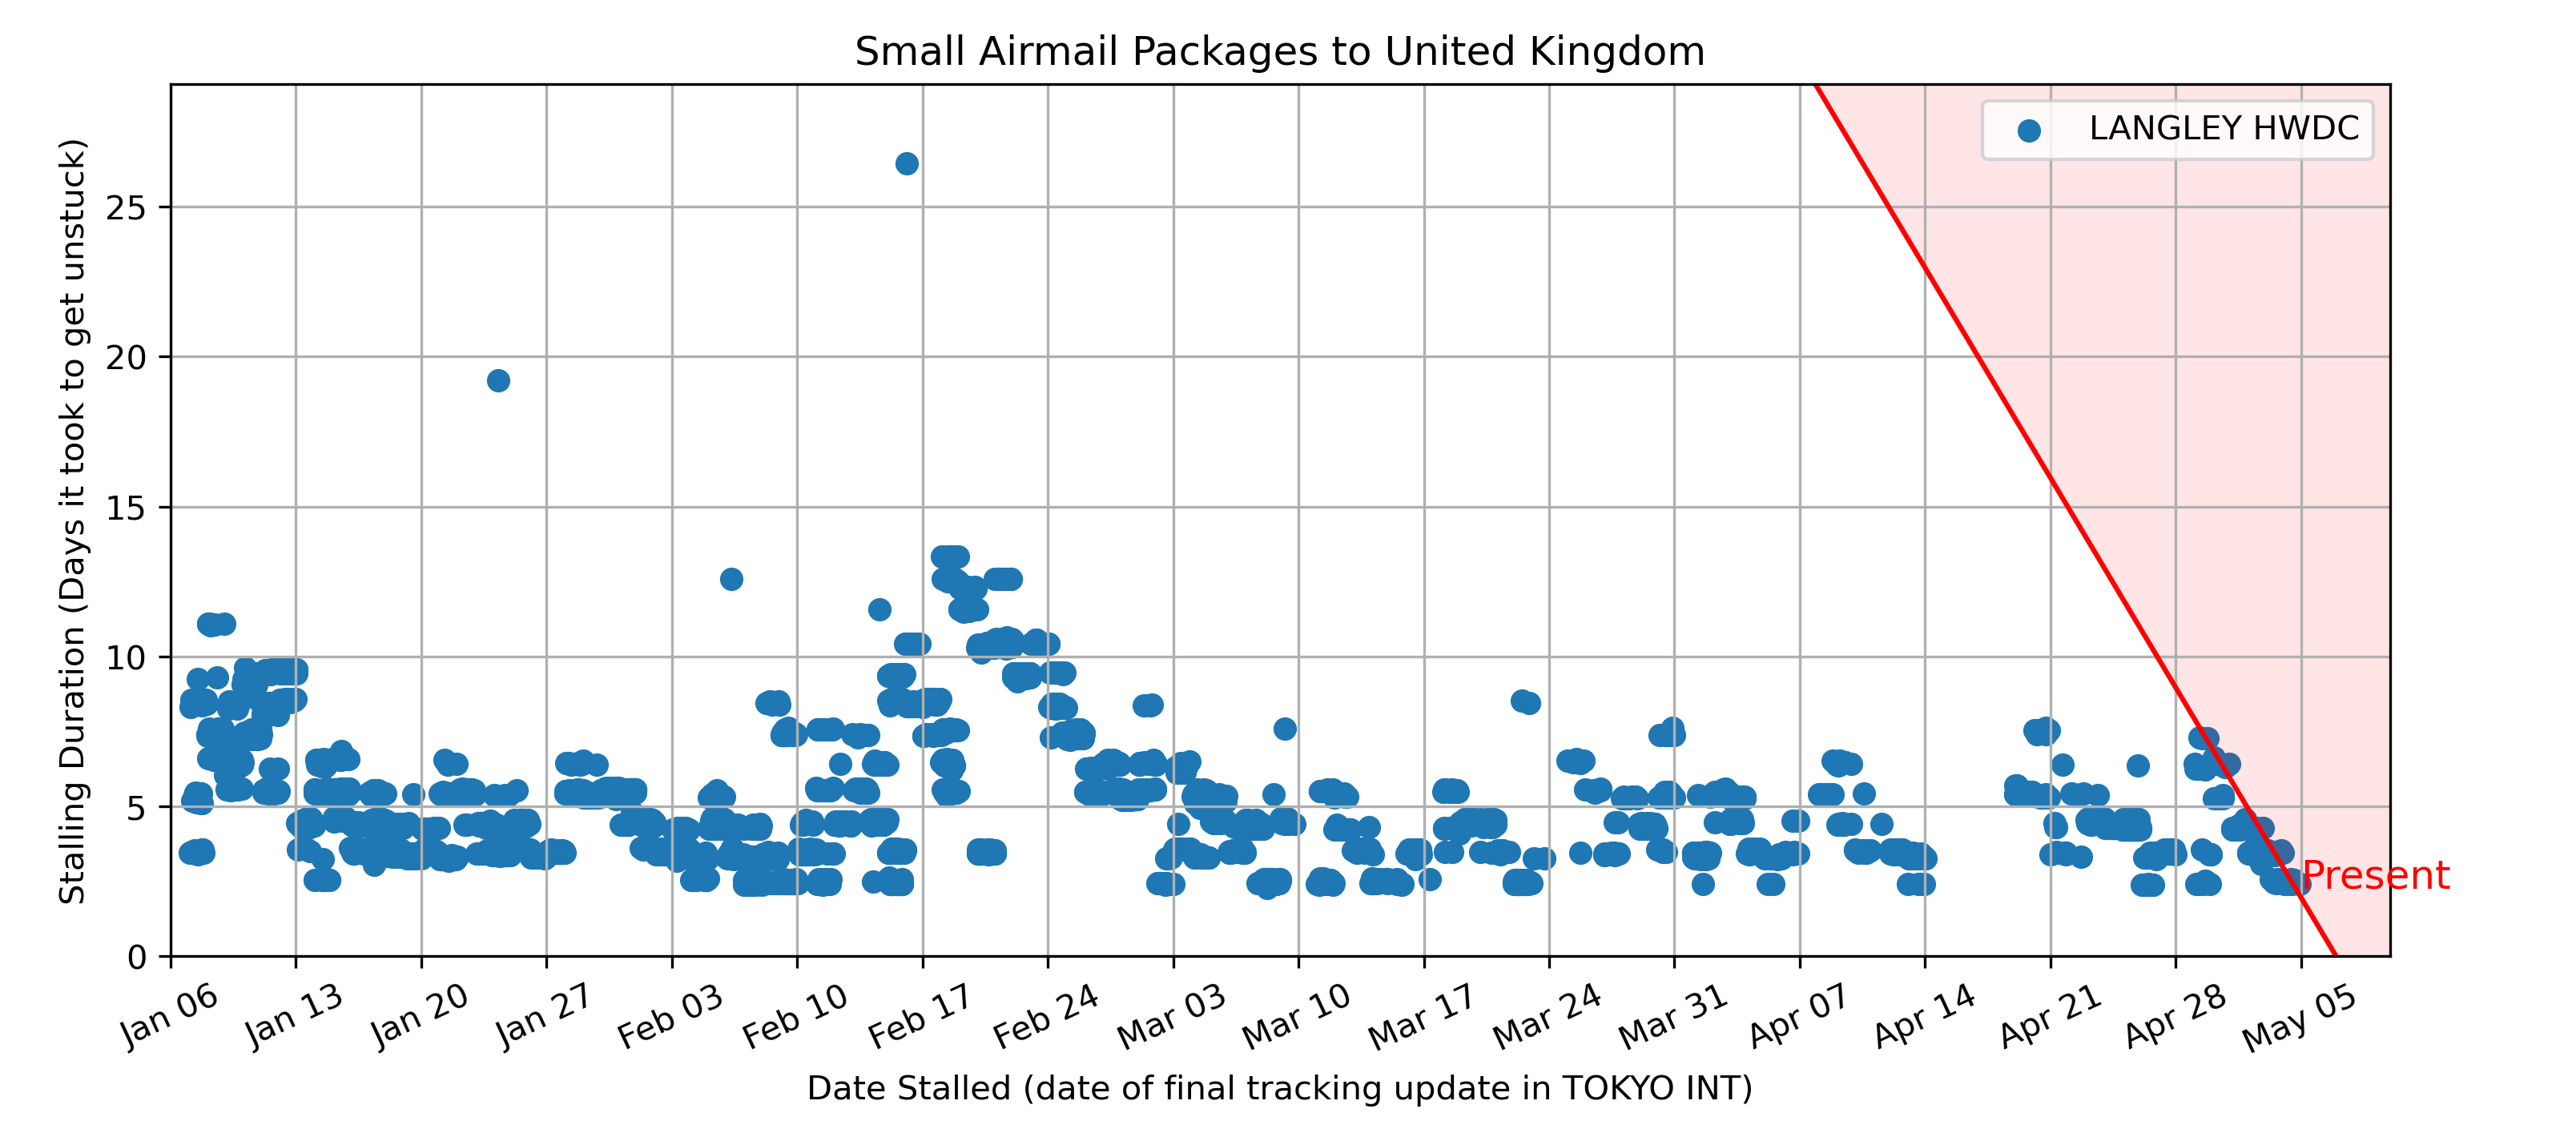 Small Airmail Packages to United Kingdom
LANGLEY HWDC
Stalling Duration (Days it took to get unstuck)
25
20
15
10
5
0
Present
Jan 06
Jan 13
Jan 20
Jan 27
Feb 03
Feb 10
Feb 17
Feb 24
Mar 03
Mar 10
Mar 17
Mar 24
Mar 31
Apr 07
Apr 14
Apr 21
Apr 28
May 05
Date Stalled (date of final tracking update in TOKYO INT)